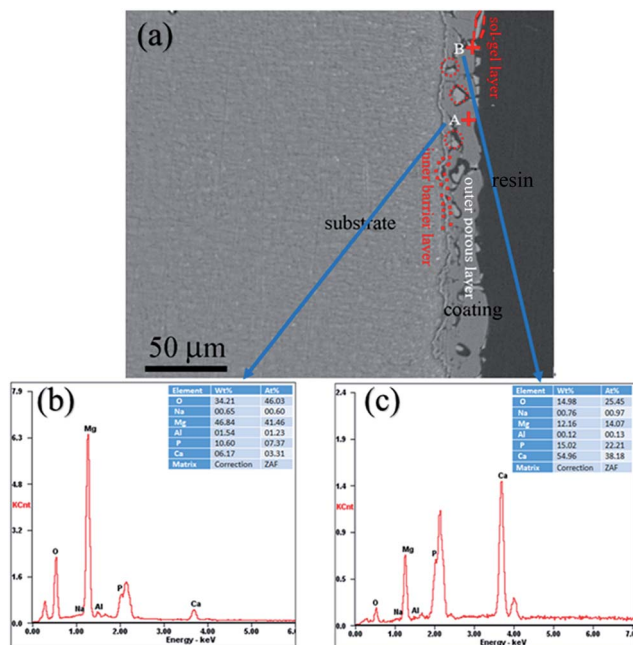 (a)
B
sol-gel layer
A
inner barrier layer
outer porous layer
resin
substrate
coating
50 μm
(b)
7.9
6.3
4.8
KCnt
3.2
1.6
0.0
Element Wt% At%
O 34.21 46.03
Na 00.65 00.60
Mg 46.84 41.46
Al 01.54 01.23
P 10.60 07.37
Ca 06.17 03.31
Matrix Correction ZAF
Mg
O
Na
Al
P
Ca
0.00 1.00 2.00 3.00 4.00 5.00 6.0
Energy - keV
(c)
2.4
1.9
1.4
KCnt
0.9
0.5
0.0
Element Wt% At%
O 14.98 25.45
Na 00.76 00.97
Mg 12.16 14.07
Al 00.12 00.13
P 15.02 22.21
Ca 54.96 38.18
Matrix Correction ZAF
Ca
Mg
P
O
Na
Al
0.00 1.00 2.00 3.00 4.00 5.00 6.0
Energy - keV